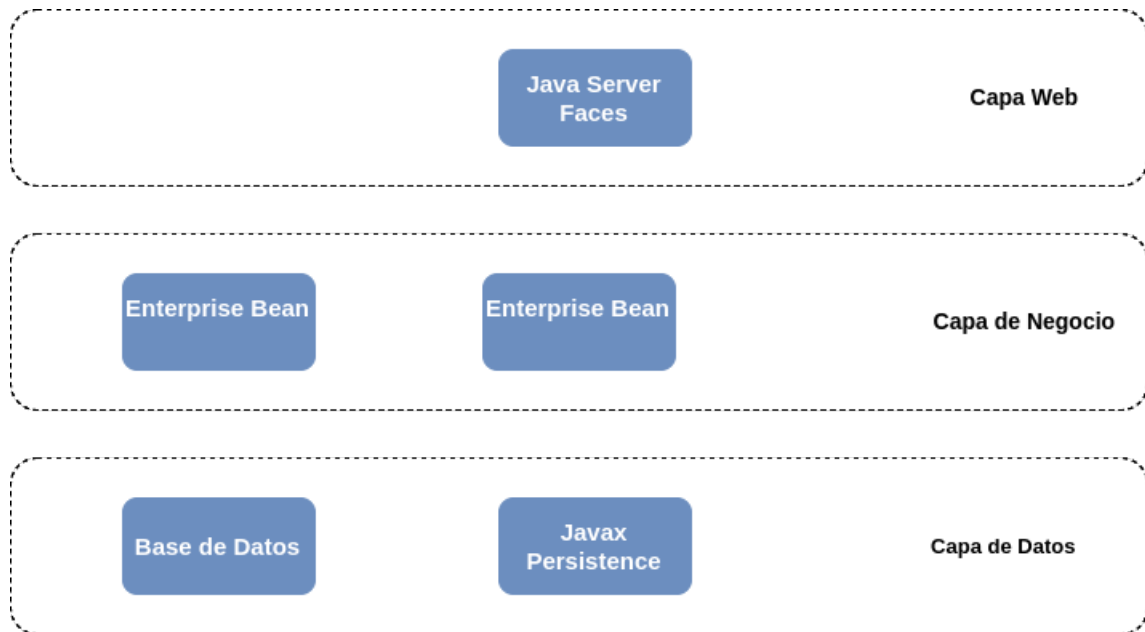 Java Server
Faces
Capa Web
Enterprise Bean
Enterprise Bean
Capa de Negocio
Base de Datos
Javax
Persistence
Capa de Datos